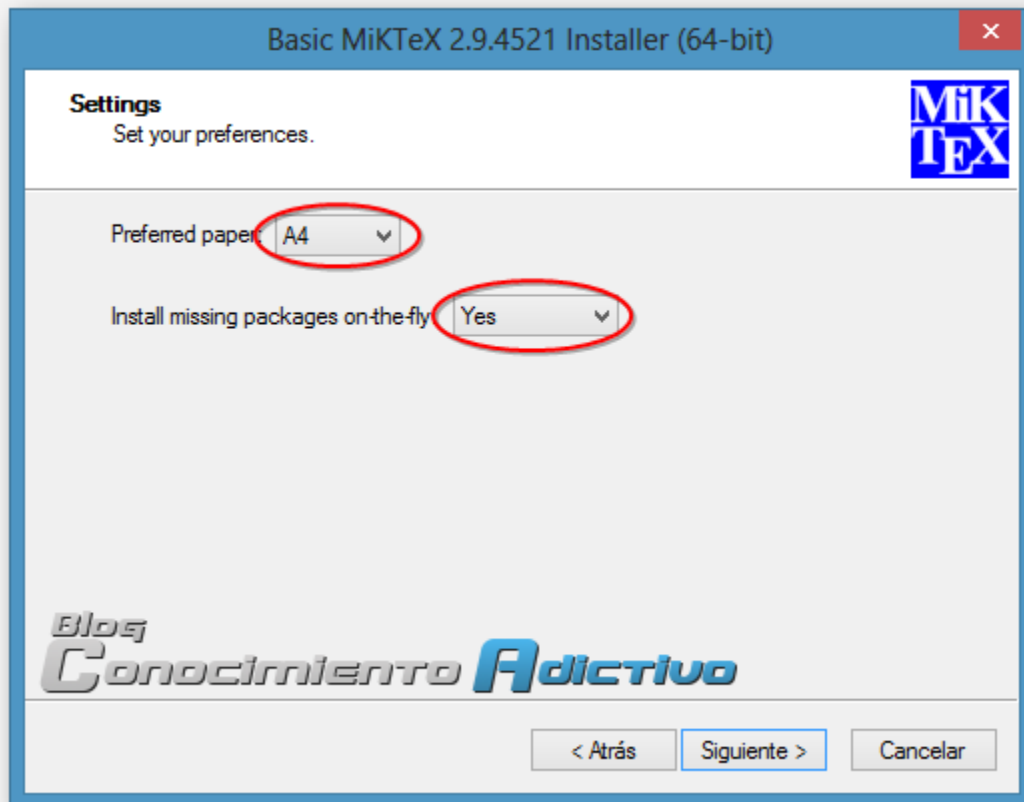 Basic MiKTeX 2.9.4521 Installer (64-bit)
Settings
Set your preferences.
MiK
TEX
Preferred paper: A4
Install missing packages on-the-fly Yes
Blog
Conocimiento Adictivo
< Atrás Siguiente > Cancelar